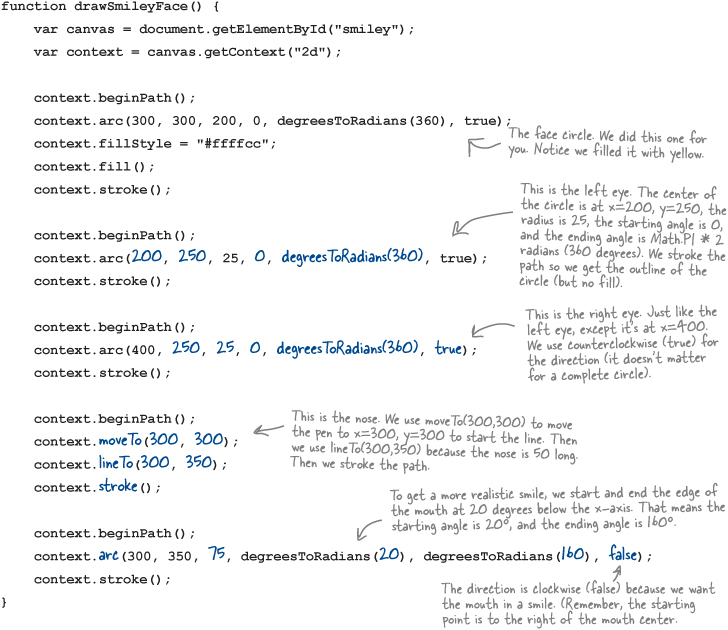 function drawSmileyFace() {
var canvas = document.getElementById("smiley");
var context = canvas.getContext("2d");
context.beginPath();
context.arc(300, 300, 200, 0, degreesToRadians(360), true);
context.fillStyle = "#ffffcc";
The face circle. We did this one for
you. Notice we filled it with yellow.
context.fill();
context.stroke();
This is the left eye. The center of
the circle is at x=200, y=250, the
radius is 25, the starting angle is 0,
and the ending angle is Math.PI * 2
radians (360 degrees). We stroke the
path so we get the outline of the
circle (but no fill).
context.beginPath();
context.arc(200, 250, 25, 0, degreesToRadians(360), true);
context.stroke();
This is the right eye. Just like the
left eye, except it's at x=400.
We use counterclockwise (true) for
the direction (it doesn't matter
for a complete circle).
context.beginPath();
context.arc(400, 250, 25, 0, degreesToRadians(360), true);
context.stroke();
This is the nose. We use moveTo(300,300) to move
the pen to x=300, y=300 to start the line. Then
we use lineTo(300,350) because the nose is 50 long.
Then we stroke the path.
context.beginPath();
context.moveTo(300, 300);
context.lineTo(300, 350);
context.stroke();
To get a more realistic smile, we start and end the edge of
the mouth at 20 degrees below the x-axis. That means the
starting angle is 20°, and the ending angle is 160°.
context.beginPath();
context.arc(300, 350, 75, degreesToRadians(20), degreesToRadians(160), false);
context.stroke();
The direction is clockwise (false) because we want
the mouth in a smile. (Remember, the starting
point is to the right of the mouth center.
}